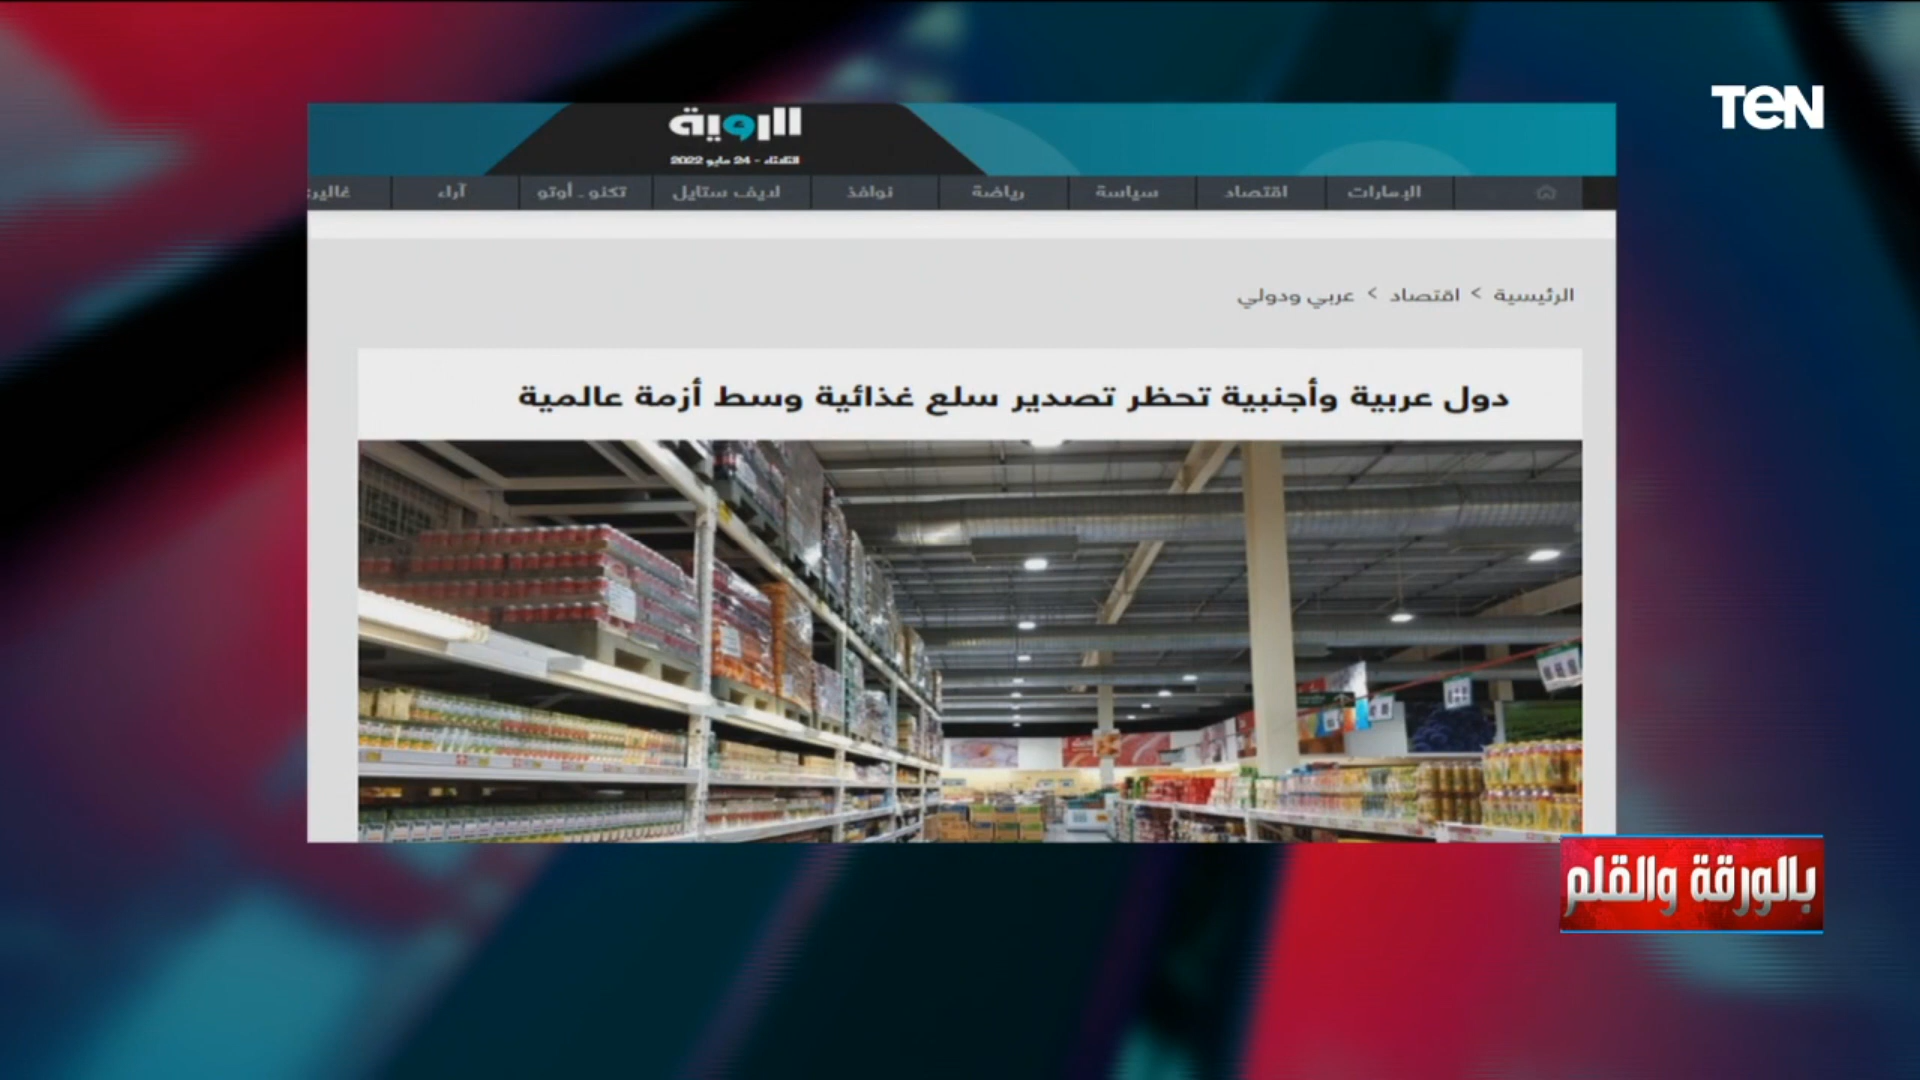 TeN
الرؤية
الثلاثاء - 24 مايو 2022
الإمارات اقتصاد سياسة رياضة نوافذ لايف ستايل تكنو - أوتو آراء غاليري
الرئيسية > اقتصاد > عربي ودولي
دول عربية وأجنبية تحظر تصدير سلع غذائية وسط أزمة عالمية
بالورقة والقلم